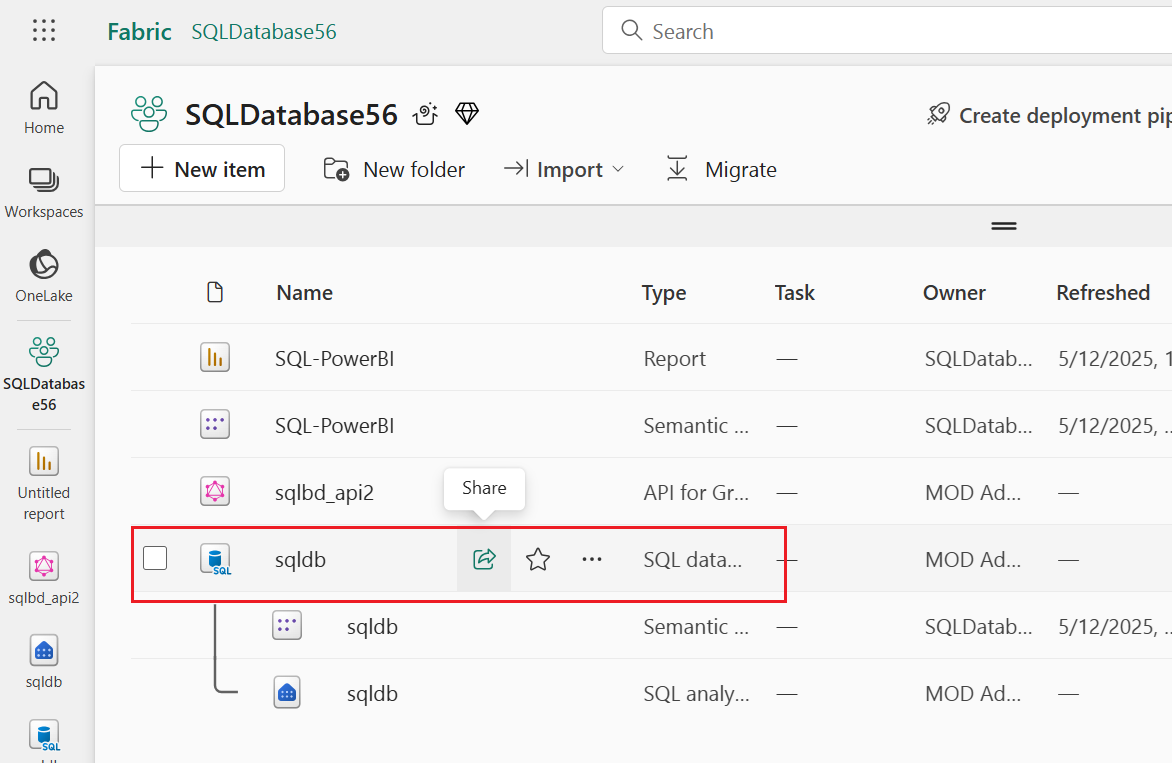 Fabric SQLDatabase56
Search
Home
Workspaces
OneLake
SQLDatabas
e56
Untitled
report
sqlbd_api2
sqldb
SQL
SQLDatabase56
Create deployment pip
New item
New folder
Import
Migrate
Name Type Task Owner Refreshed
SQL-PowerBI Report — SQLDatab... 5/12/2025, 1
SQL-PowerBI Semantic ... — SQLDatab... 5/12/2025, ..
Share
sqlbd_api2 API for Gr... — MOD Ad... —
SQL sqldb SQL data... — MOD Ad... —
sqldb Semantic ... — SQLDatab... 5/12/2025, ..
sqldb SQL analy... — MOD Ad... —